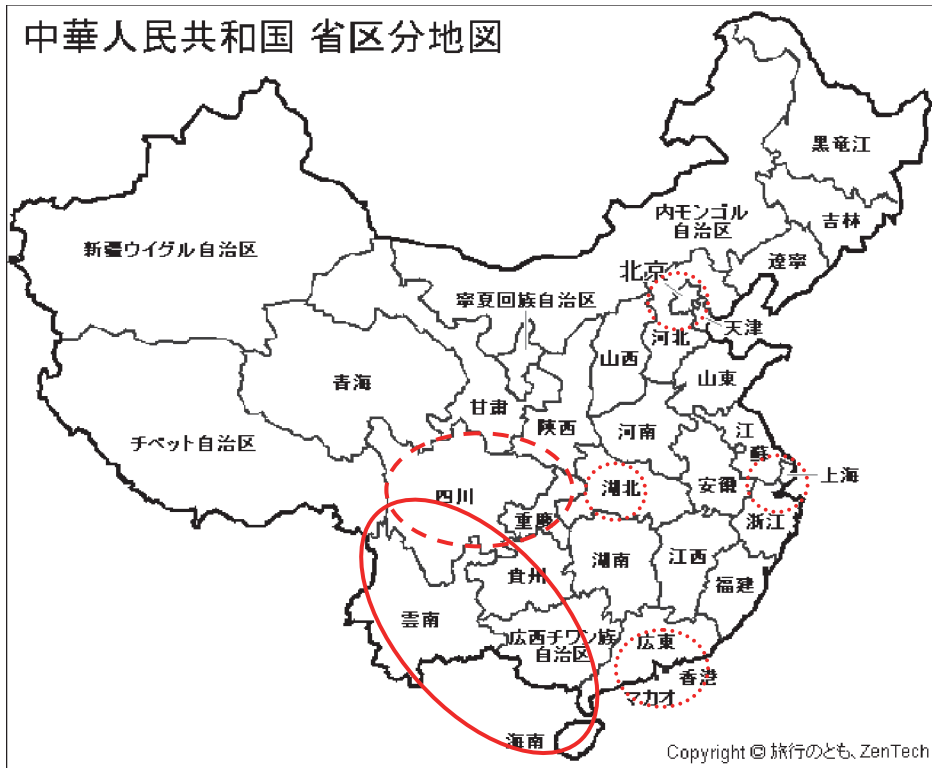 中華人民共和国 省区分地図
黒竜江
内モンゴル
自治区
吉林
新疆ウイグル自治区
遼寧
北京
寧夏回族自治区
天津
河北
山西
青海
山東
甘粛
陝西
河南
江
蘇
チベット自治区
四川
湖北
安徽
上海
重慶
浙江
貴州
湖南
江西
福建
雲南
広西チワン族
自治区
広東
香港
マカオ
海南
Copyright © 旅行のとも、ZenTech